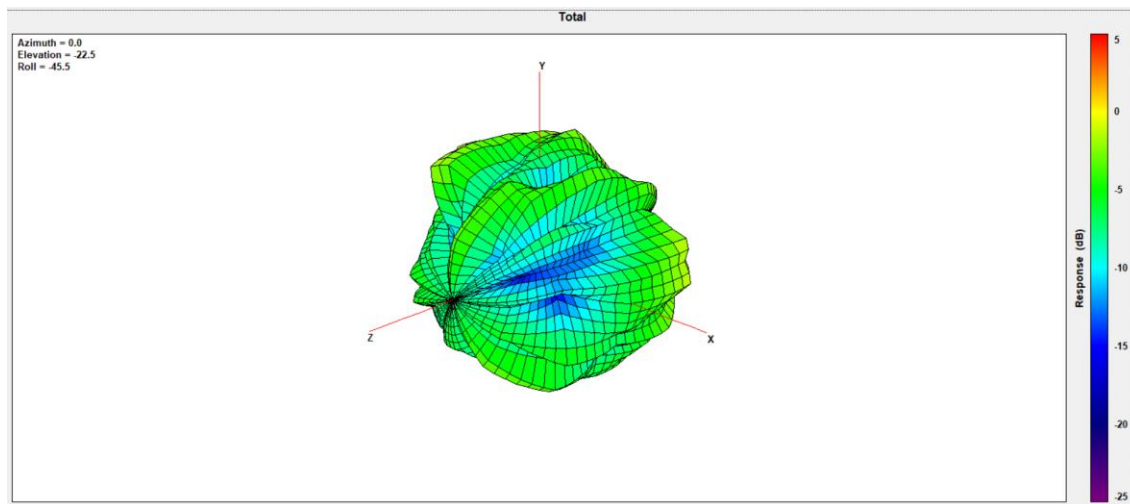 Total
Azimuth = 0.0
Elevation = -22.5
Roll = -45.5
Y
Z
X
5
0
-5
-10
-15
-20
-25
Response (dB)